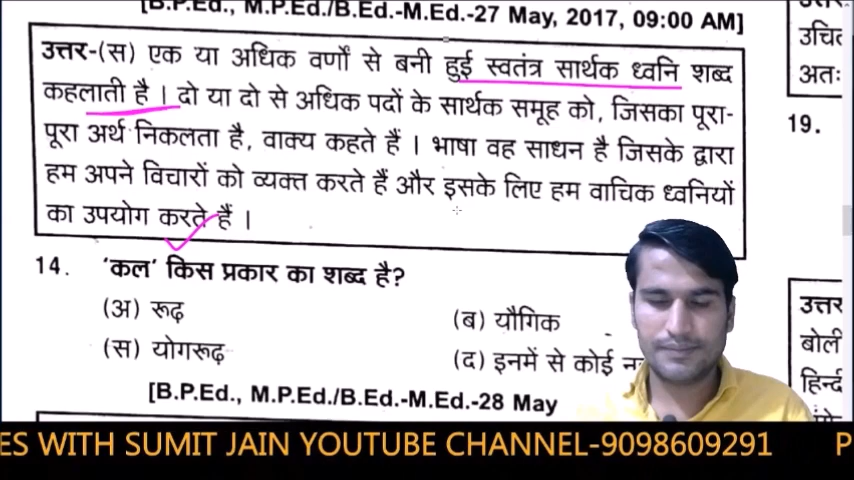 [B.P.Ed., M.P.Ed./B.Ed.-M.Ed.-27 May, 2017, 09:00 AM]
उत्तर-(स) एक या अधिक वर्णों से बनी हुई स्वतंत्र सार्थक ध्वनि शब्द
कहलाती है । दो या दो से अधिक पदों के सार्थक समूह को, जिसका पूरा-
पूरा अर्थ निकलता है, वाक्य कहते हैं । भाषा वह साधन है जिसके द्वारा
हम अपने विचारों को व्यक्त करते हैं और इसके लिए हम वाचिक ध्वनियों
का उपयोग करते हैं ।
14. 'कल' किस प्रकार का शब्द है?
(अ) रूढ़
(ब) यौगिक
(स) योगरूढ़
(द) इनमें से कोई
[B.P.Ed., M.P.Ed./B.Ed.-M.Ed.-28 May
उचि
अतः
19.
उत्तर
बोली
हिन्दी
ES WITH SUMIT JAIN YOUTUBE CHANNEL-9098609291 P